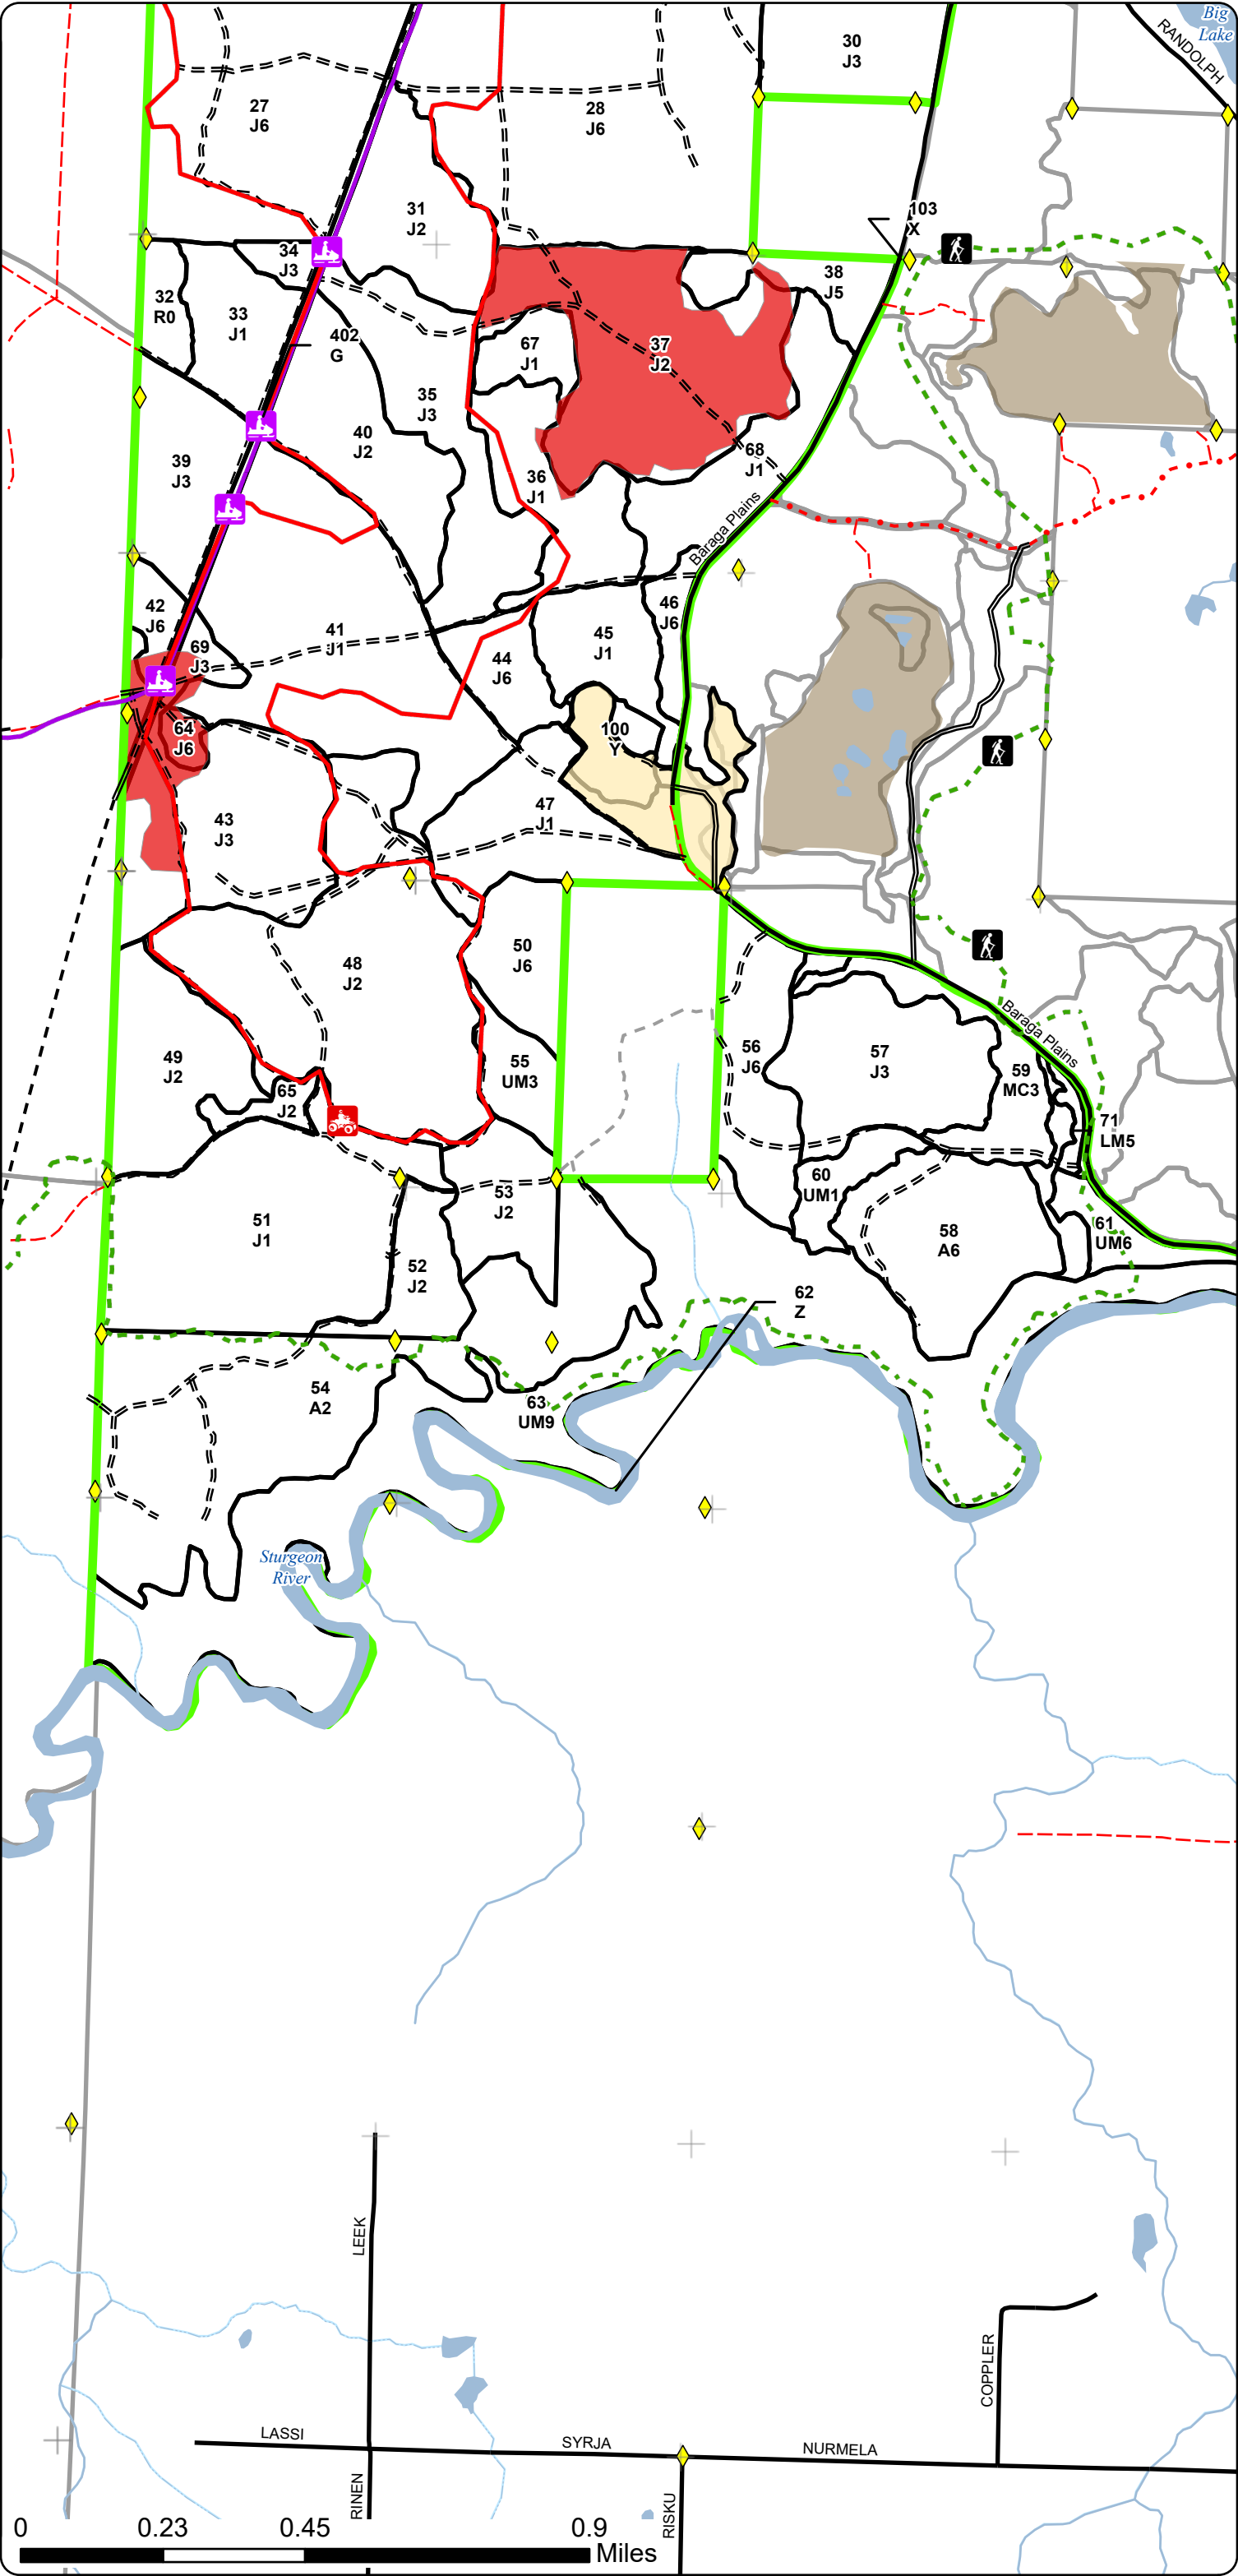 Big
Lake
RANDOLPH
30
J3
27
J6
28
J6
31
J2
103
X
34
J3
38
J5
32
R0
33
J1
402
G
67
J1
37
J2
35
J3
40
J2
39
J3
68
J1
36
J1
Baraga Plains
42
J6
46
J6
41
J1
45
J1
69
J3
44
J6
64
J6
100
Y
47
J1
43
J3
50
J6
48
J2
Baraga Plains
56
J6
57
J3
49
J2
55
UM3
59
MC3
65
J2
71
LM5
60
UM1
53
J2
51
J1
58
A6
61
UM6
52
J2
62
Z
54
A2
63
UM9
Sturgeon
River
LEEK
COPPLER
LASSI
SYRJA
NURMELA
RINEN
RISKU
0 0.23 0.45 0.9
Miles